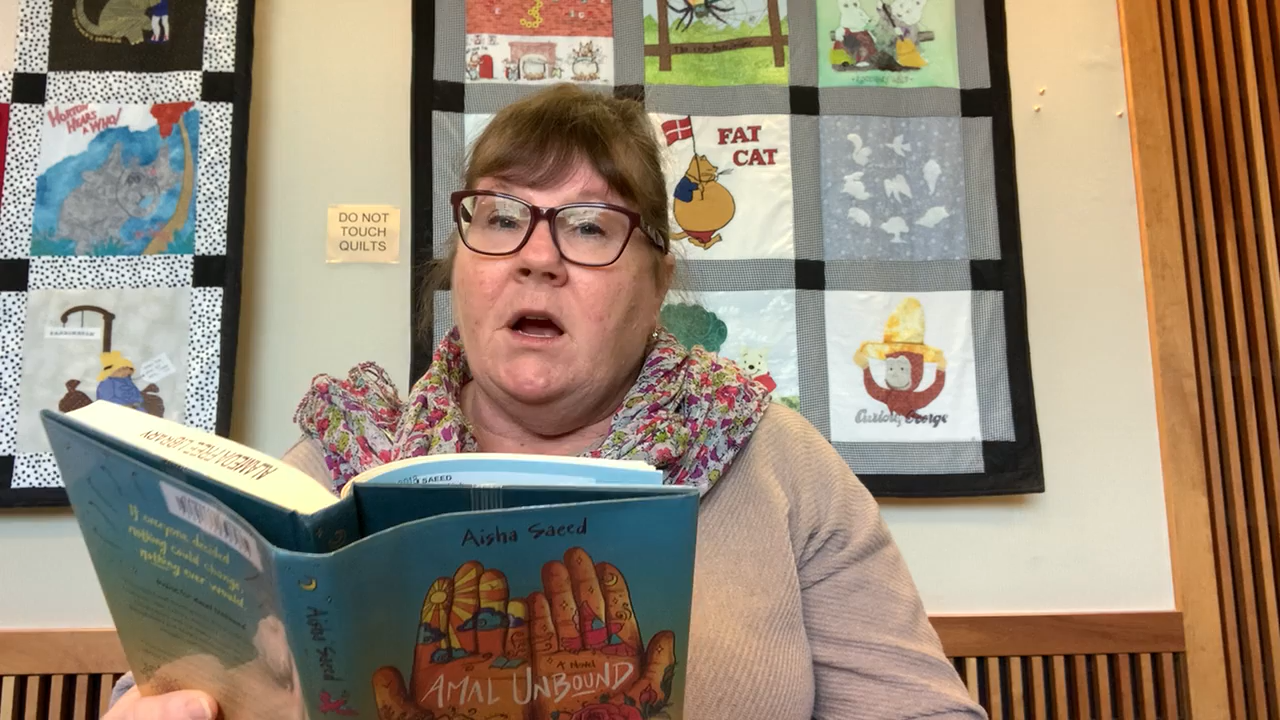 HORTON
HEARS
A WHO!
DO NOT
TOUCH
QUILTS
FAT
CAT
Curious George
ALAMEDA FREE LIBRARY
SAEED
If everyone decided
nothing could change,
nothing ever would.
Aisha Saeed
Aisha Saeed
A NOVEL
AMAL UNBOUND